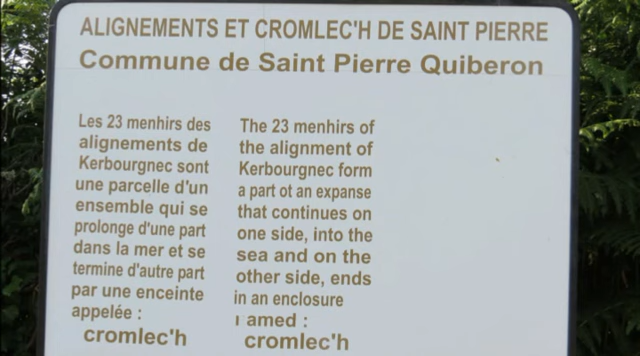 ALIGNEMENTS ET CROMLEC'H DE SAINT PIERRE
Commune de Saint Pierre Quiberon
Les 23 menhirs des
alignements de
Kerbourgnec sont
une parcelle d'un
ensemble qui se
prolonge d'une part
dans la mer et se
termine d'autre part
par une enceinte
appelée :
cromlec'h
The 23 menhirs of
the alignment of
Kerbourgnec form
a part ot an expanse
that continues on
one side, into the
sea and on the
other side, ends
in an enclosure
amed :
cromlec'h